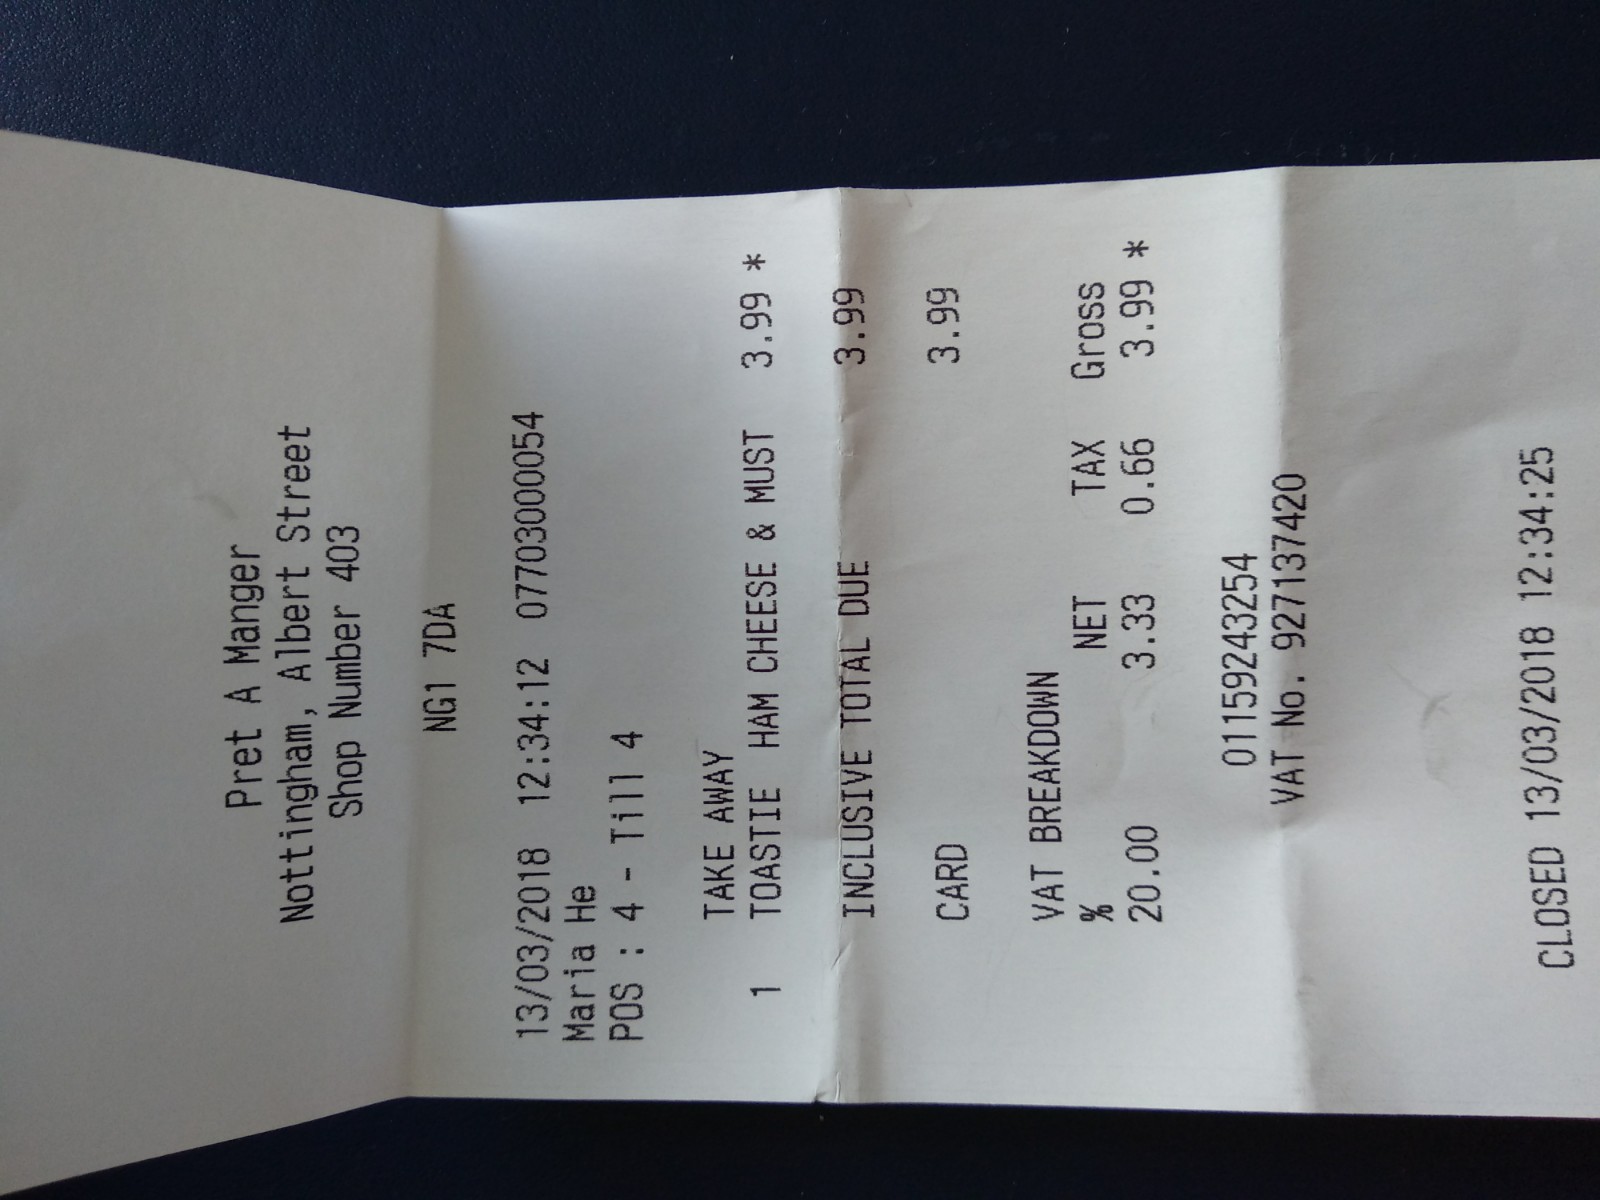 Pret A Manger
Nottingham, Albert Street
Shop Number 403
NG1 7DA
13/03/2018 12:34:12 07703000054
Maria He
POS : 4 - Till 4
TAKE AWAY
1 TOASTIE HAM CHEESE & MUST 3.99 *
INCLUSIVE TOTAL DUE 3.99
CARD 3.99
VAT BREAKDOWN
% NET TAX Gross
20.00 3.33 0.66 3.99 *
01159243254
VAT No. 927137420
CLOSED 13/03/2018 12:34:25